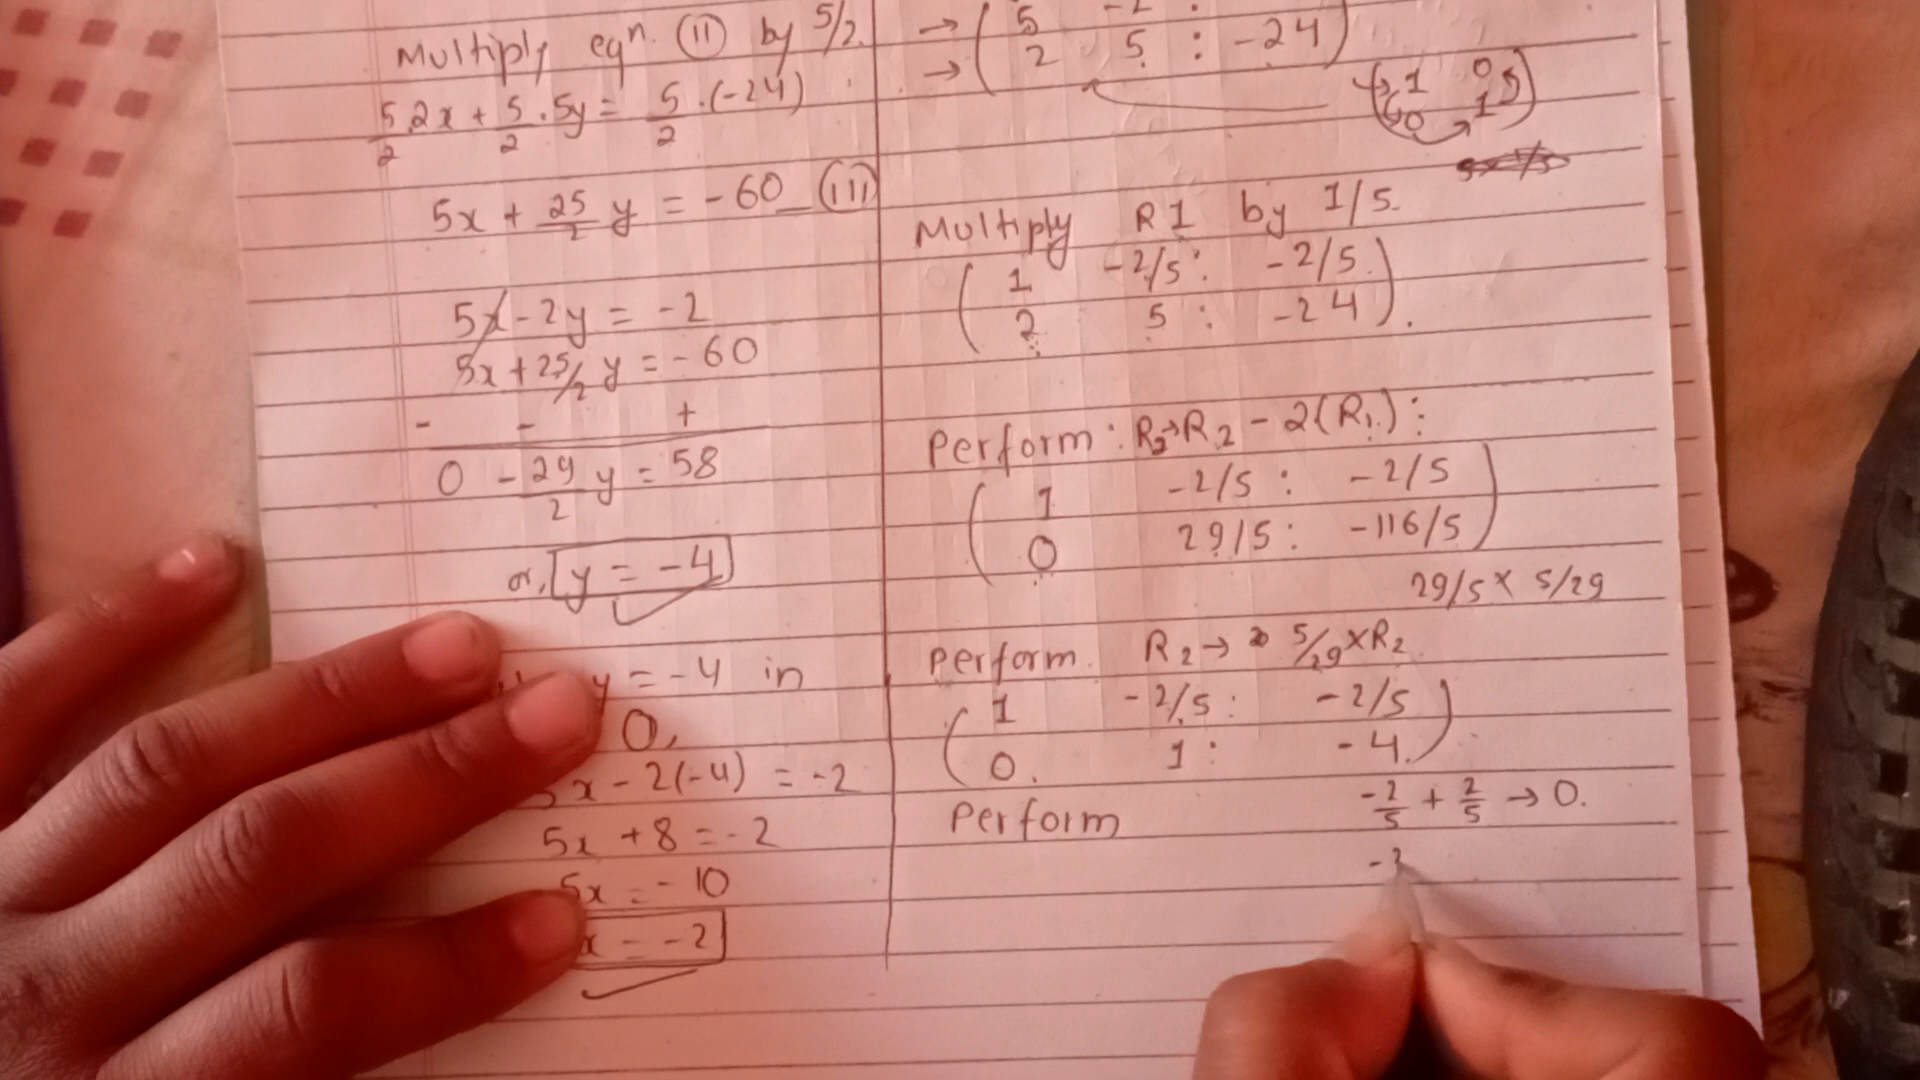 Multiply eqn. (II) by 5/2.
5/2.2x + 5/2.5y = 5/2.(-24)
5x + 25/2 y = -60 (III)
5x - 2y = -2
5x + 25/2 y = -60
- - +
0 - 29/2 y = 58
or, y = -4
y = -4 in
x - 2(-4) = -2
5x + 8 = -2
5x = -10
x = -2
→ ( 5 -2 :
→ 2 5 : -24 )
1 0
0 1
Multiply R1 by 1/5.
( 1 -2/5 : -2/5
2 5 : -24 ).
Perform : R2→R2 - 2(R1) :
( 1 -2/5 : -2/5
0 29/5 : -116/5 )
29/5 × 5/29
Perform. R2 → 5/29 × R2
( 1 -2/5 : -2/5
0. 1 : -4. )
-2/5 + 2/5 → 0.
Perform